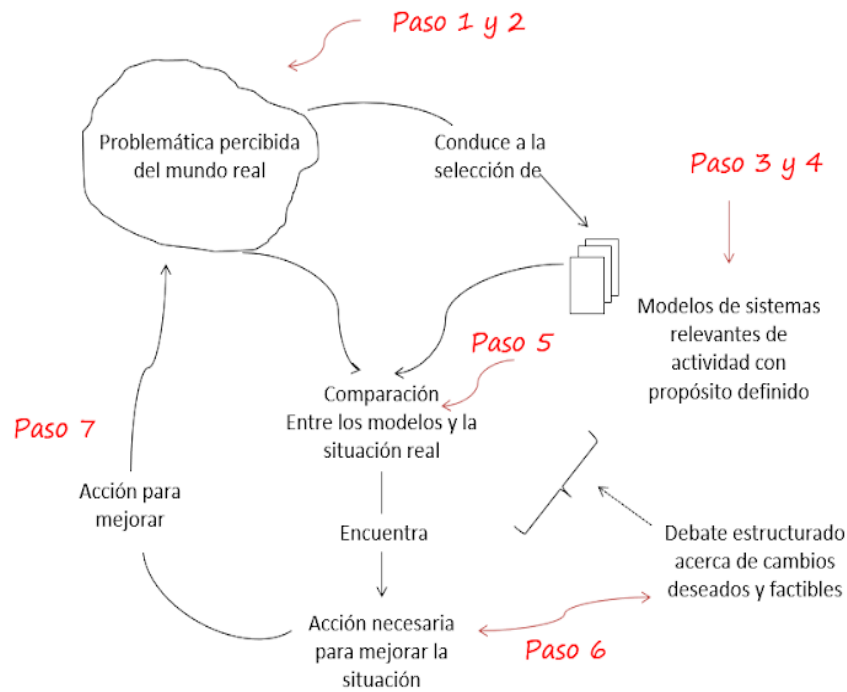 Paso 1 y 2
Problemática percibida
del mundo real
Conduce a la
selección de
Paso 3 y 4
Modelos de sistemas
relevantes de
actividad con
propósito definido
Paso 5
Comparación
Entre los modelos y la
situación real
Paso 7
Acción para
mejorar
Encuentra
Debate estructurado
acerca de cambios
deseados y factibles
Acción necesaria
para mejorar la
situación
Paso 6